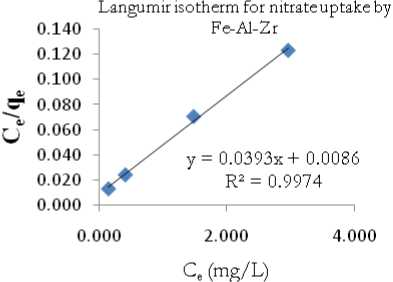 Langumir isotherm for nitrate uptake by
Fe-Al-Zr
Ce/qe
0.140
0.120
0.100
0.080
0.060
0.040
0.020
0.000
y = 0.0393x + 0.0086
R² = 0.9974
0.000 2.000 4.000
Ce (mg/L)